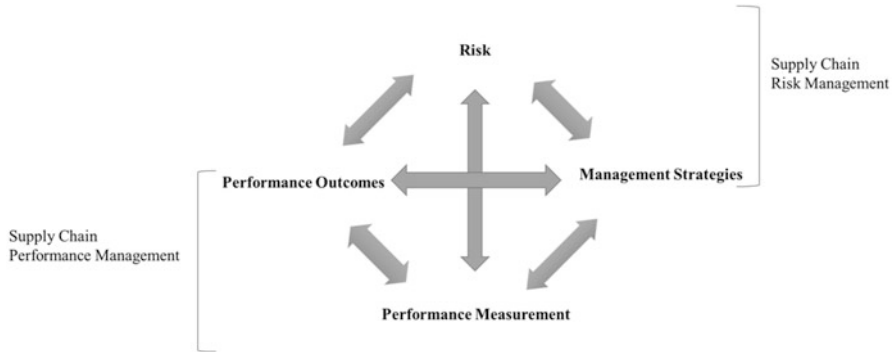 Risk
Supply Chain
Risk Management
Performance Outcomes
Management Strategies
Supply Chain
Performance Management
Performance Measurement